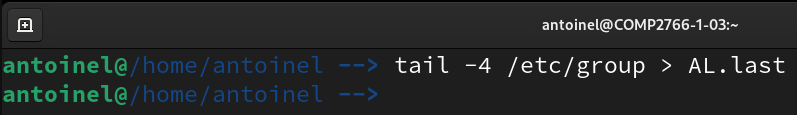 antoinel@COMP2766-1-03:~
antoinel@/home/antoinel --> tail -4 /etc/group > AL.last
antoinel@/home/antoinel -->